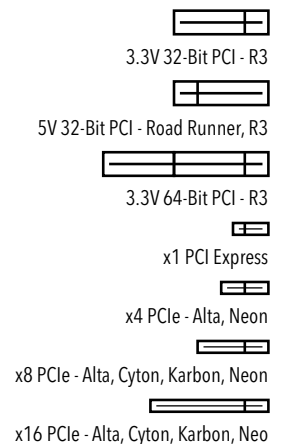 3.3V 32-Bit PCI - R3
5V 32-Bit PCI - Road Runner, R3
3.3V 64-Bit PCI - R3
x1 PCI Express
x4 PCIe - Alta, Neon
x8 PCIe - Alta, Cyton, Karbon, Neon
x16 PCIe - Alta, Cyton, Karbon, Neo